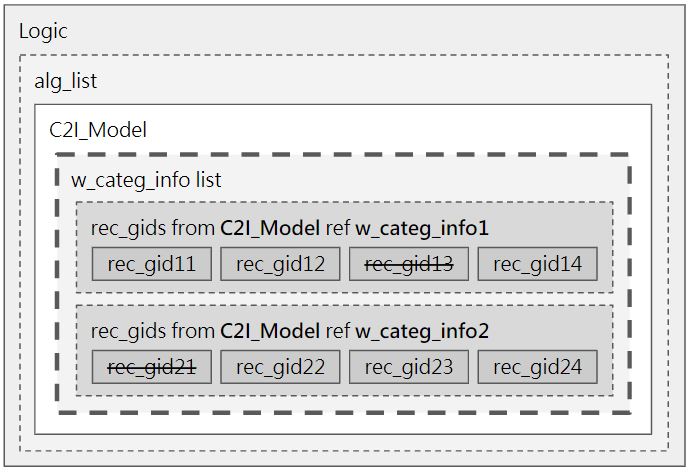 Logic
alg_list
C2I_Model
w_categ_info list
rec_gids from C2I_Model ref w_categ_info1
rec_gid11 rec_gid12 rec_gid13 rec_gid14
rec_gids from C2I_Model ref w_categ_info2
rec_gid21 rec_gid22 rec_gid23 rec_gid24